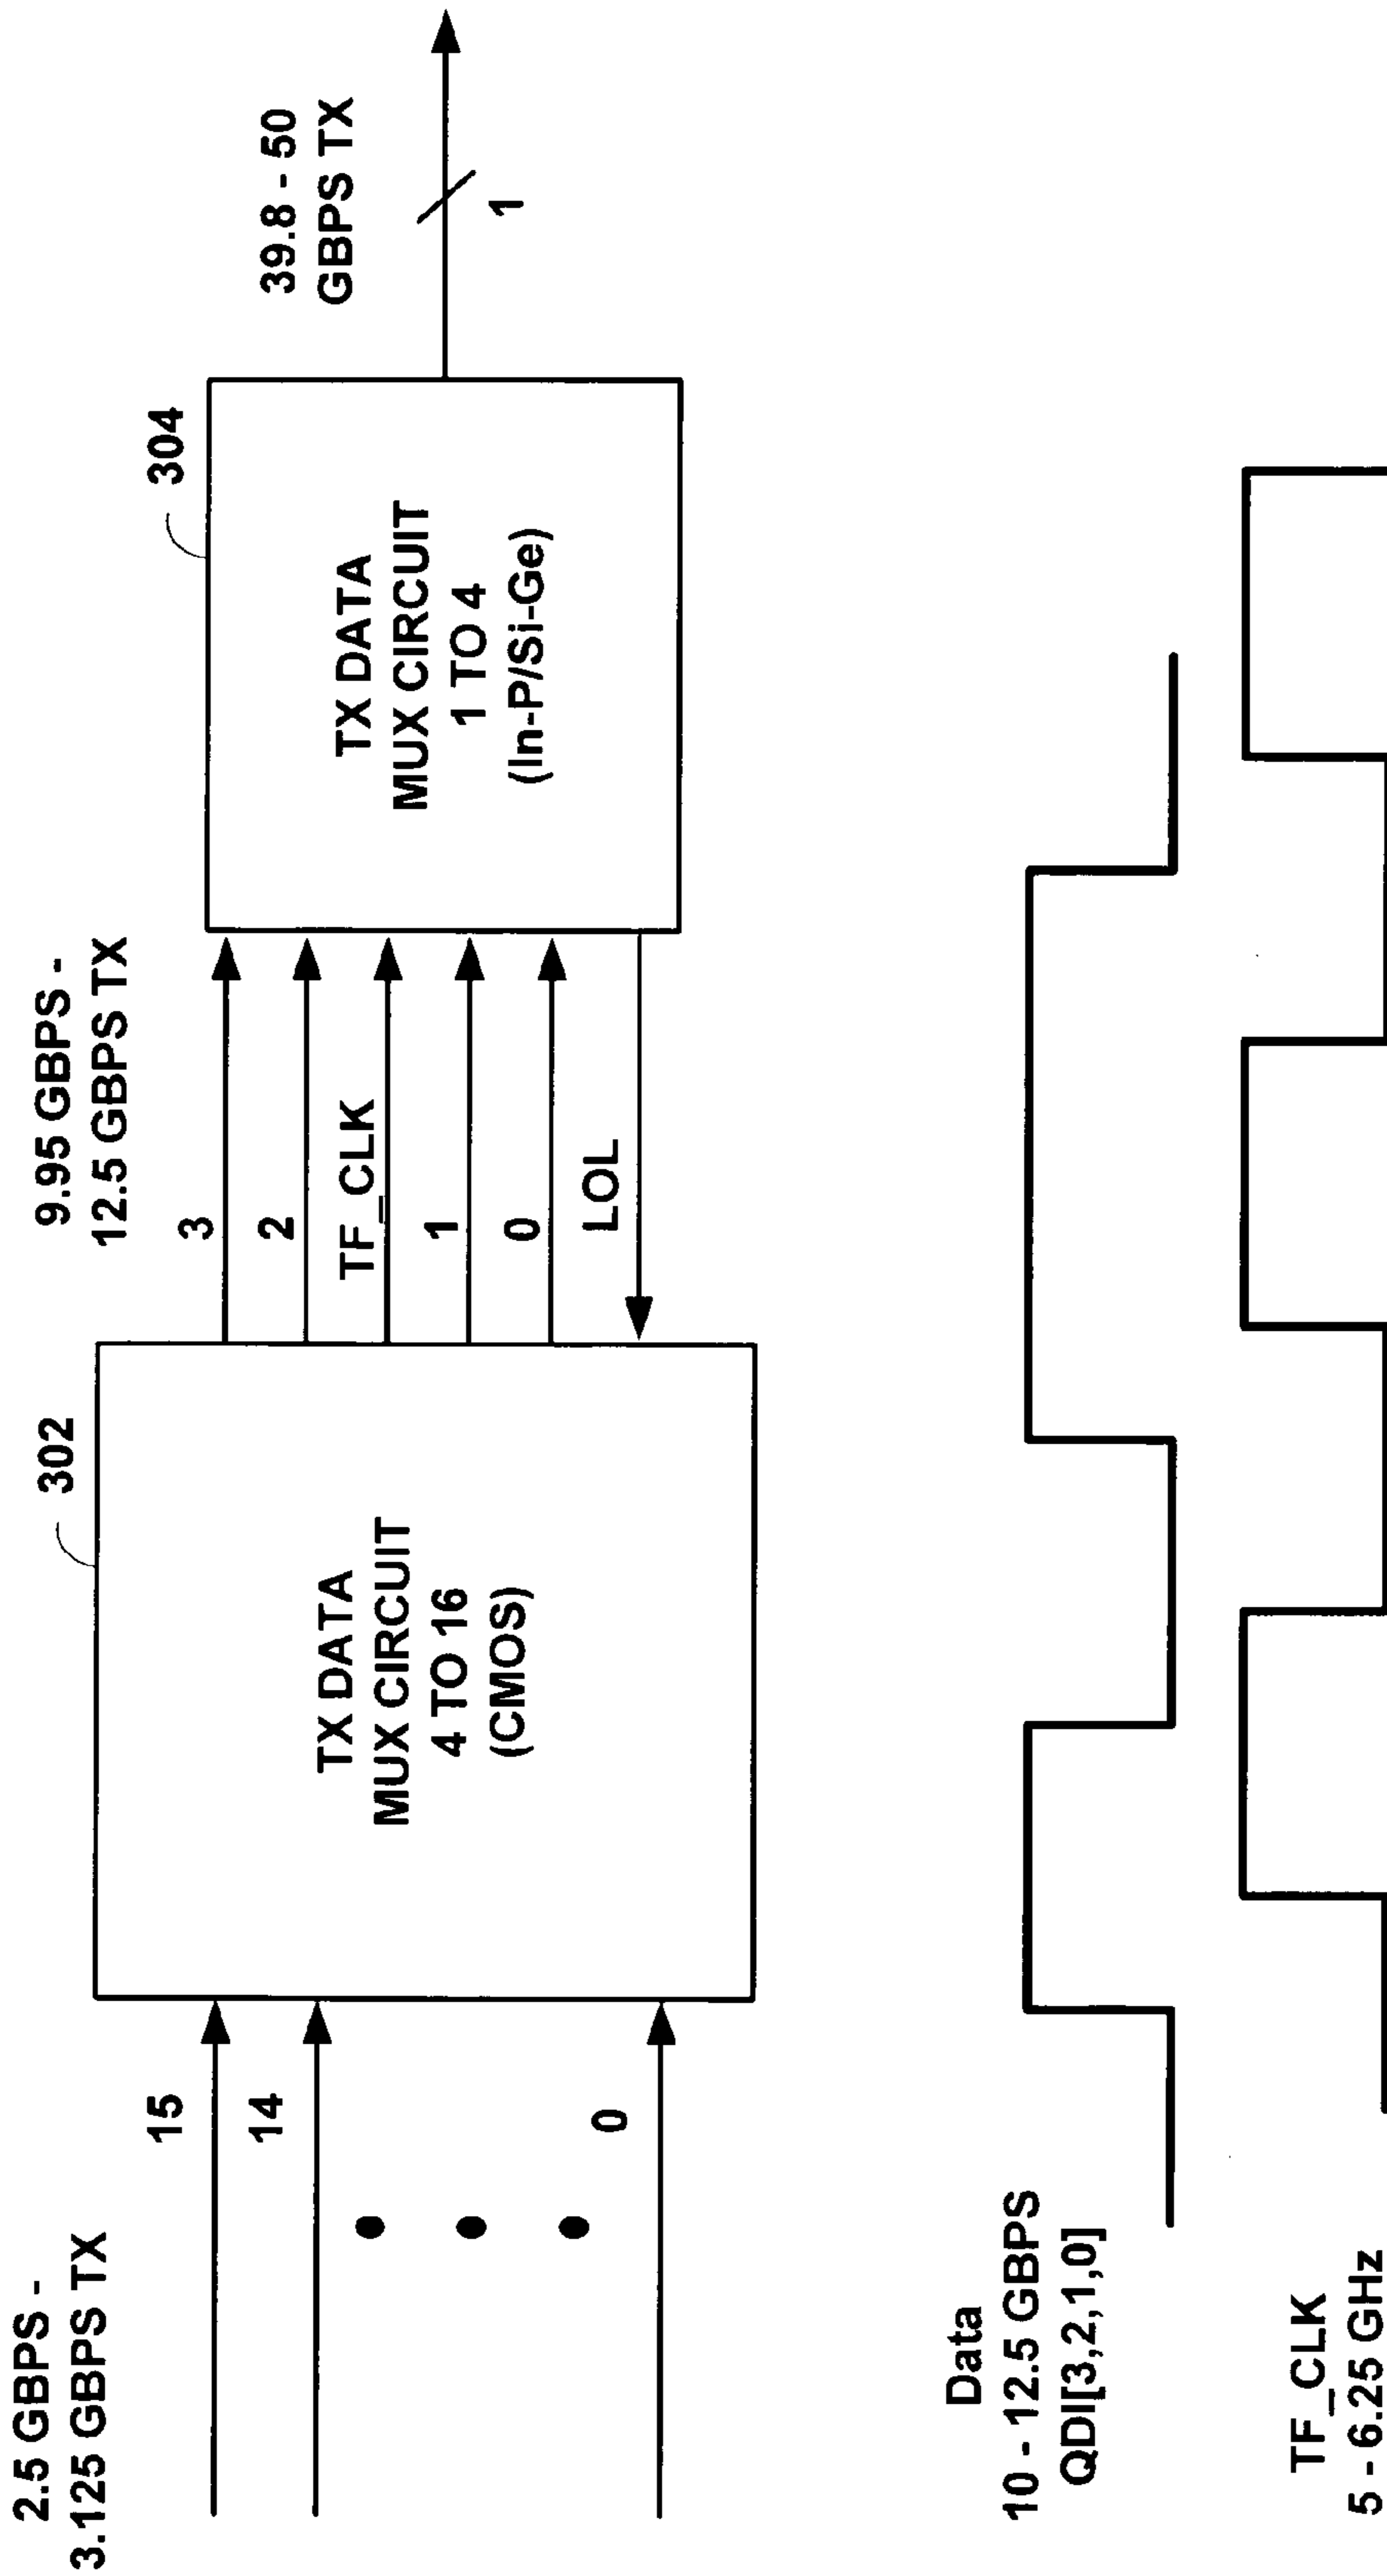 2.5 GBPS -
3.125 GBPS TX
15
14
0
302
TX DATA
MUX CIRCUIT
4 TO 16
(CMOS)
9.95 GBPS -
12.5 GBPS TX
3
2
TF_CLK
1
0
LOL
304
TX DATA
MUX CIRCUIT
1 TO 4
(In-P/Si-Ge)
39.8 - 50
GBPS TX
1
Data
10 - 12.5 GBPS
QDI[3,2,1,0]
TF_CLK
5 - 6.25 GHz